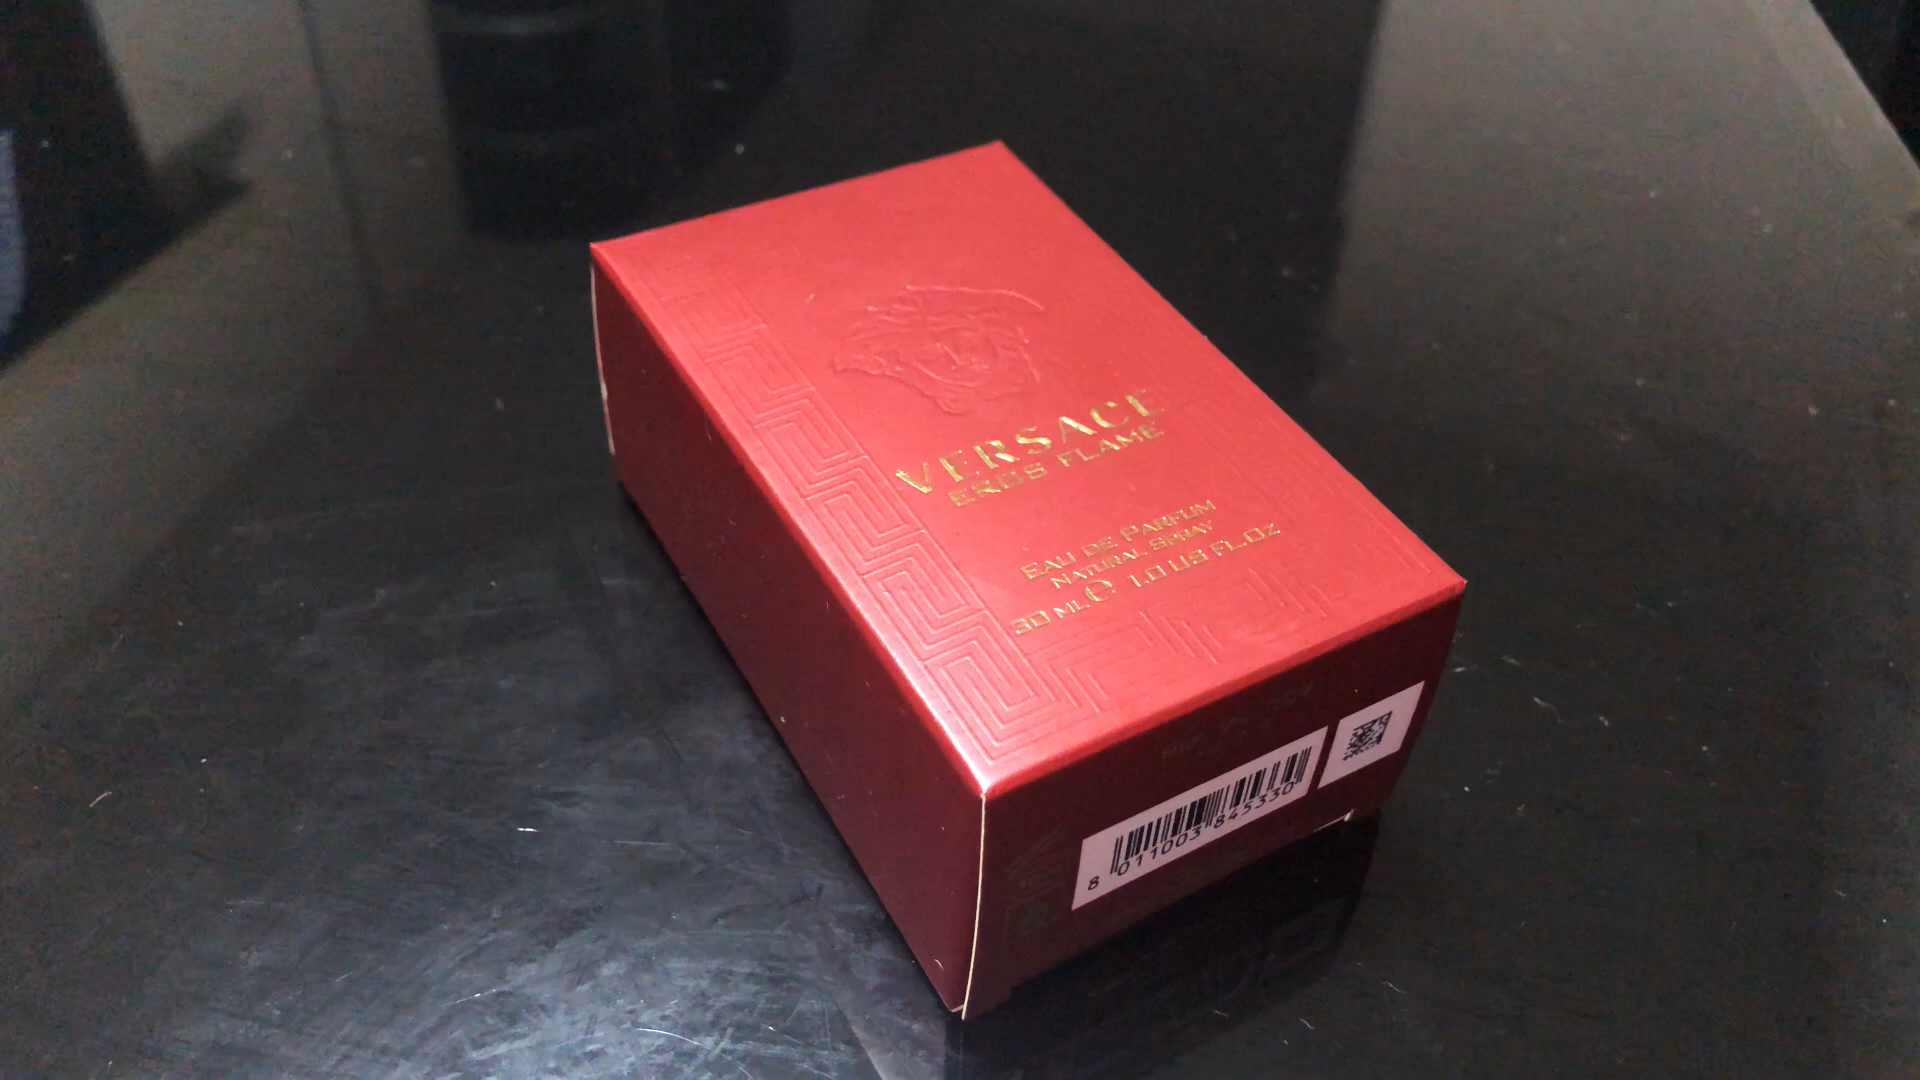 VERSACE
EROS FLAME
EAU DE PARFUM
NATURAL SPRAY
30 ML ℮ 1.0 US FL.OZ
8 011003 845330